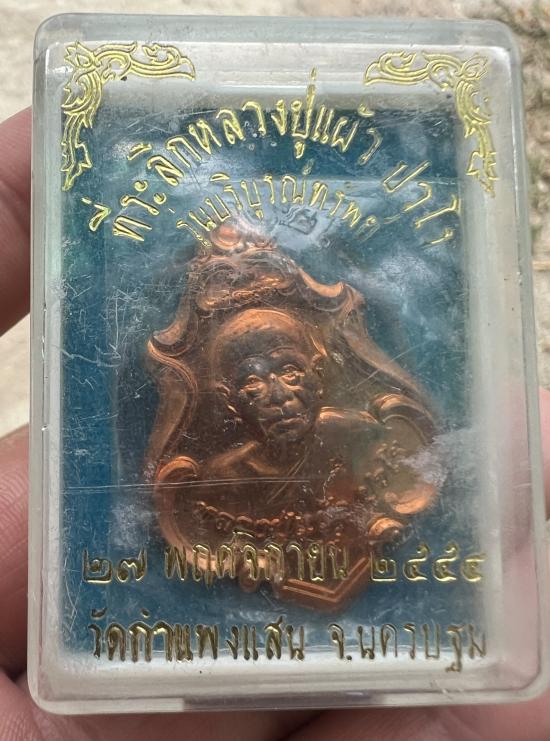 ที่ระลึกหลวงปู่แผ้ว ปวโร
รุ่นบริบูรณ์ทรัพย์
๒๗ พฤศจิกายน ๒๕๕๔
วัดกำแพงแสน จ.นครปฐม